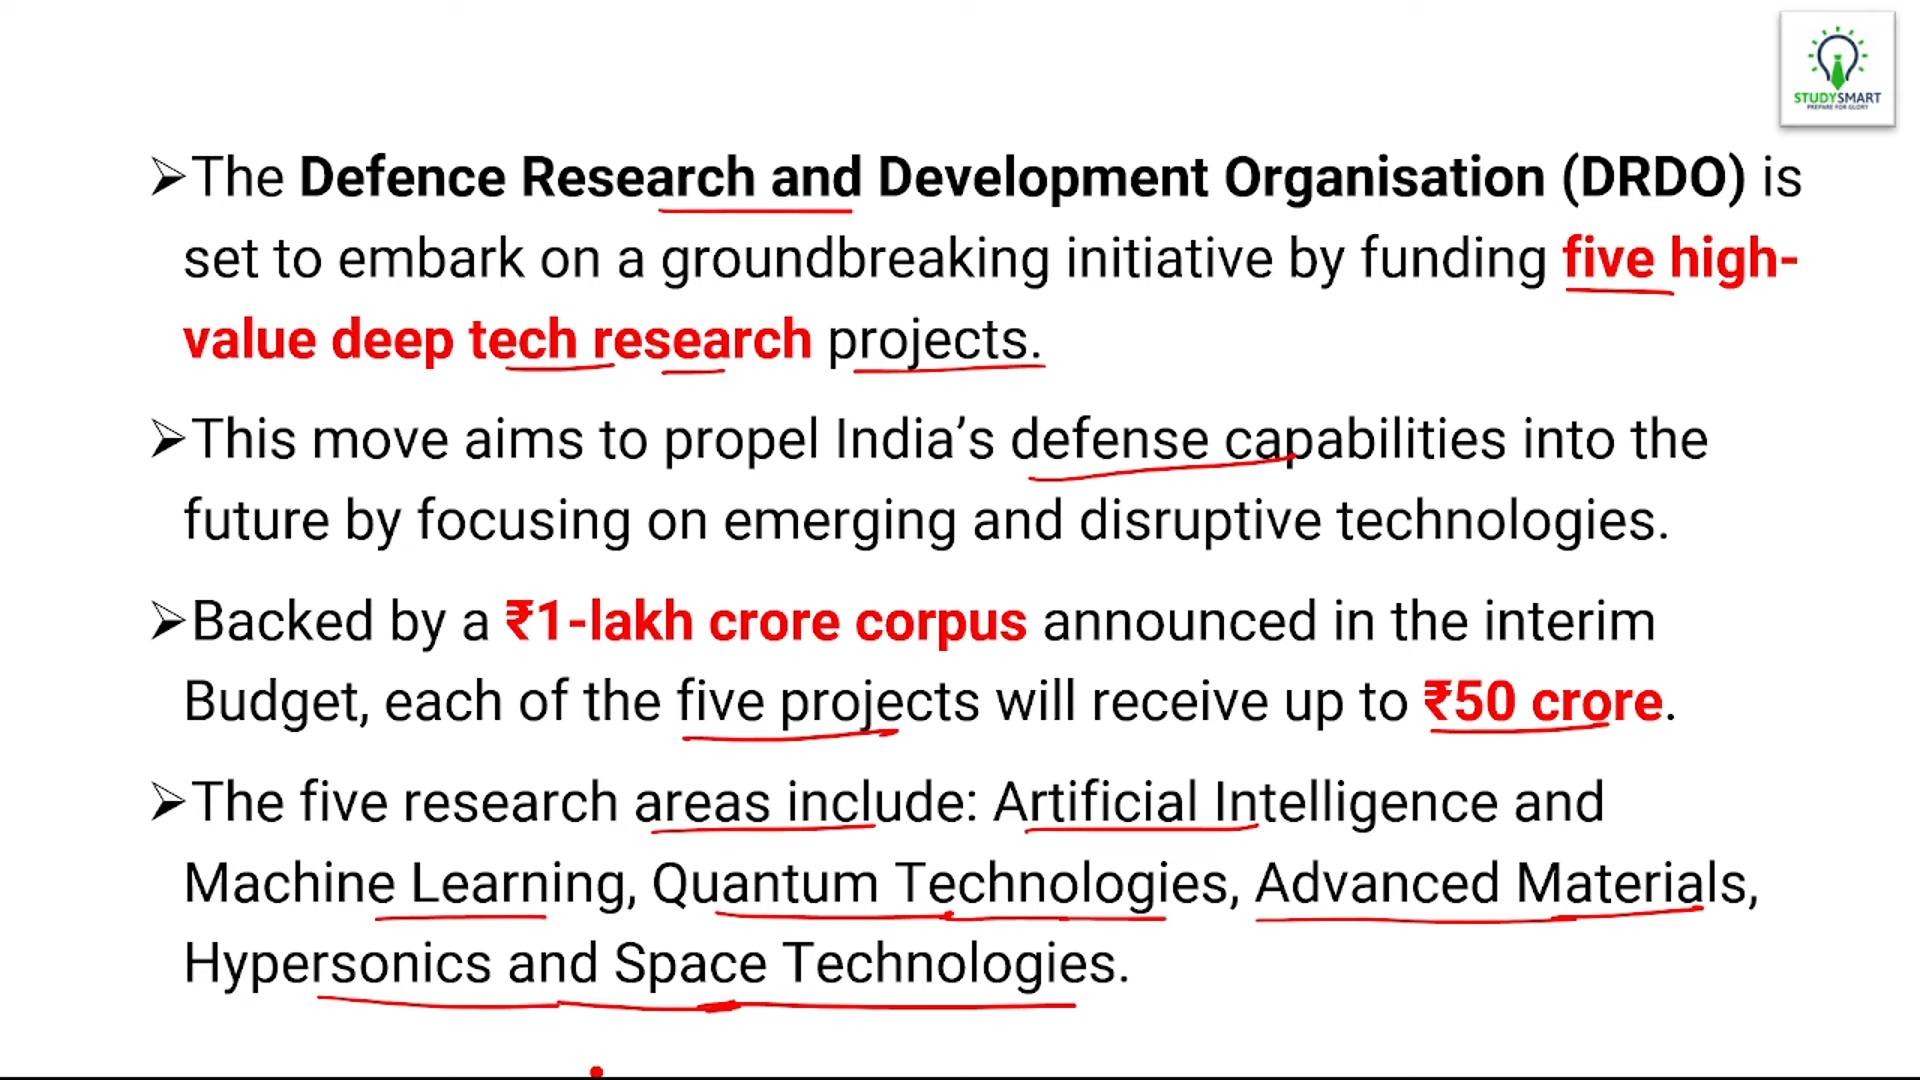 STUDYSMART
PREPARE FOR GLORY
➢The Defence Research and Development Organisation (DRDO) is
set to embark on a groundbreaking initiative by funding five high-
value deep tech research projects.
➢This move aims to propel India’s defense capabilities into the
future by focusing on emerging and disruptive technologies.
➢Backed by a ₹1-lakh crore corpus announced in the interim
Budget, each of the five projects will receive up to ₹50 crore.
➢The five research areas include: Artificial Intelligence and
Machine Learning, Quantum Technologies, Advanced Materials,
Hypersonics and Space Technologies.